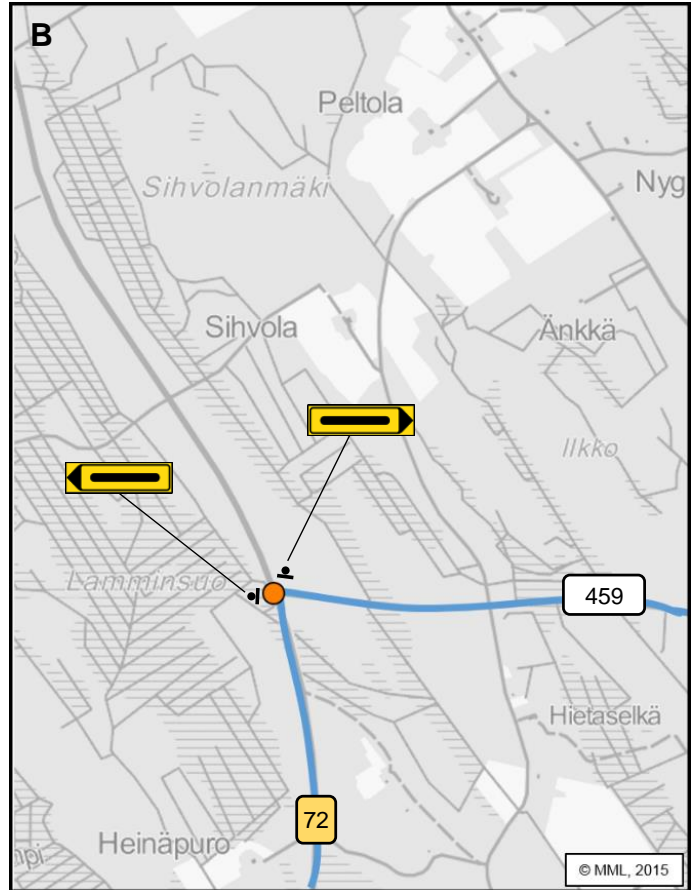 B
Peltola
Sihvolanmäki
Nyg
Sihvola
Änkkä
Ilkko
Lamminsuo
459
Hietaselkä
72
Heinäpuro
© MML, 2015